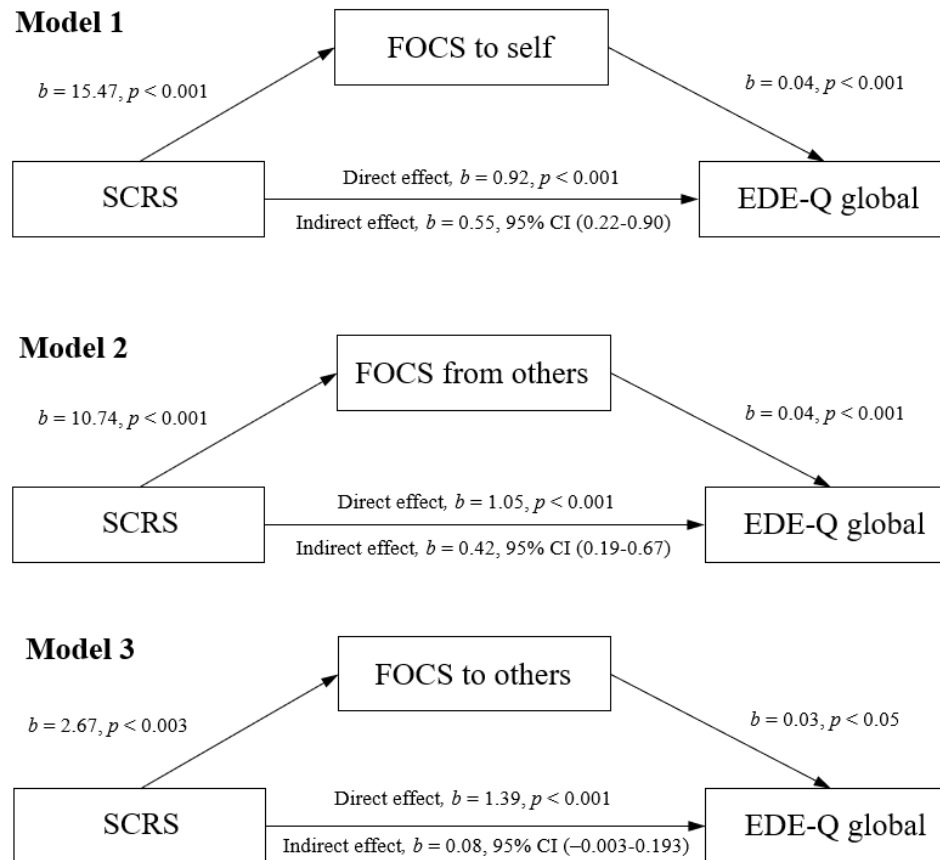 Model 1
FOCS to self
b = 15.47, p < 0.001
b = 0.04, p < 0.001
SCRS
Direct effect, b = 0.92, p < 0.001
Indirect effect, b = 0.55, 95% CI (0.22-0.90)
EDE-Q global
Model 2
FOCS from others
b = 10.74, p < 0.001
b = 0.04, p < 0.001
SCRS
Direct effect, b = 1.05, p < 0.001
Indirect effect, b = 0.42, 95% CI (0.19-0.67)
EDE-Q global
Model 3
FOCS to others
b = 2.67, p < 0.003
b = 0.03, p < 0.05
SCRS
Direct effect, b = 1.39, p < 0.001
Indirect effect, b = 0.08, 95% CI (–0.003-0.193)
EDE-Q global